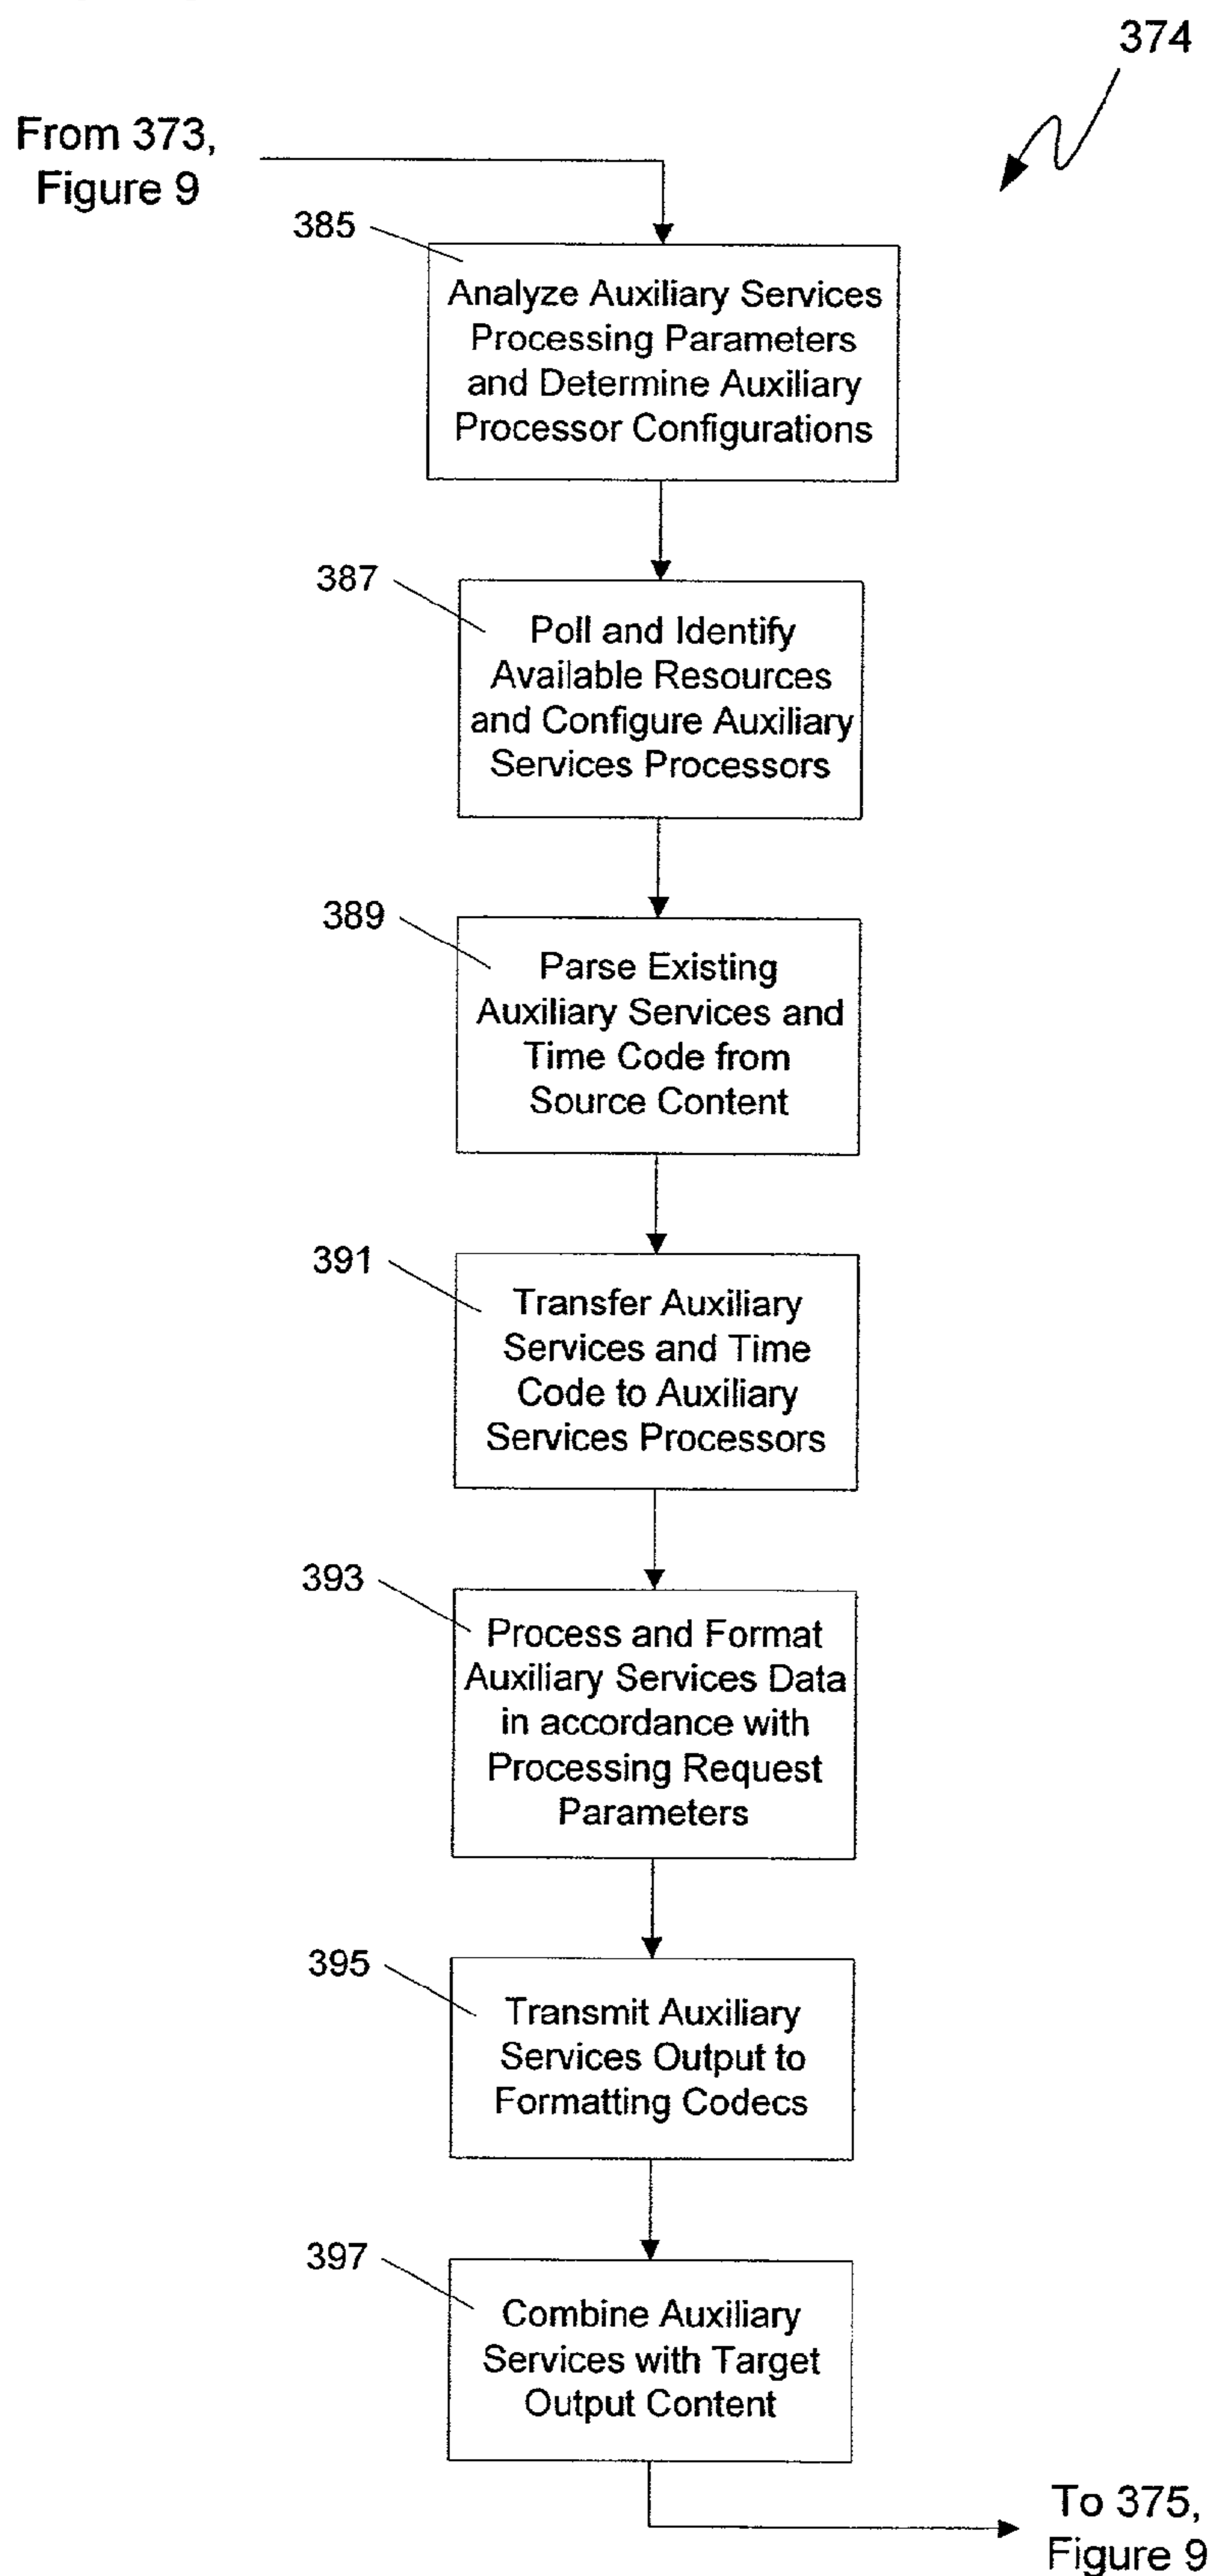 374
From 373,
Figure 9
385
Analyze Auxiliary Services
Processing Parameters
and Determine Auxiliary
Processor Configurations
387
Poll and Identify
Available Resources
and Configure Auxiliary
Services Processors
389
Parse Existing
Auxiliary Services and
Time Code from
Source Content
391
Transfer Auxiliary
Services and Time
Code to Auxiliary
Services Processors
393
Process and Format
Auxiliary Services Data
in accordance with
Processing Request
Parameters
395
Transmit Auxiliary
Services Output to
Formatting Codecs
397
Combine Auxiliary
Services with Target
Output Content
To 375,
Figure 9